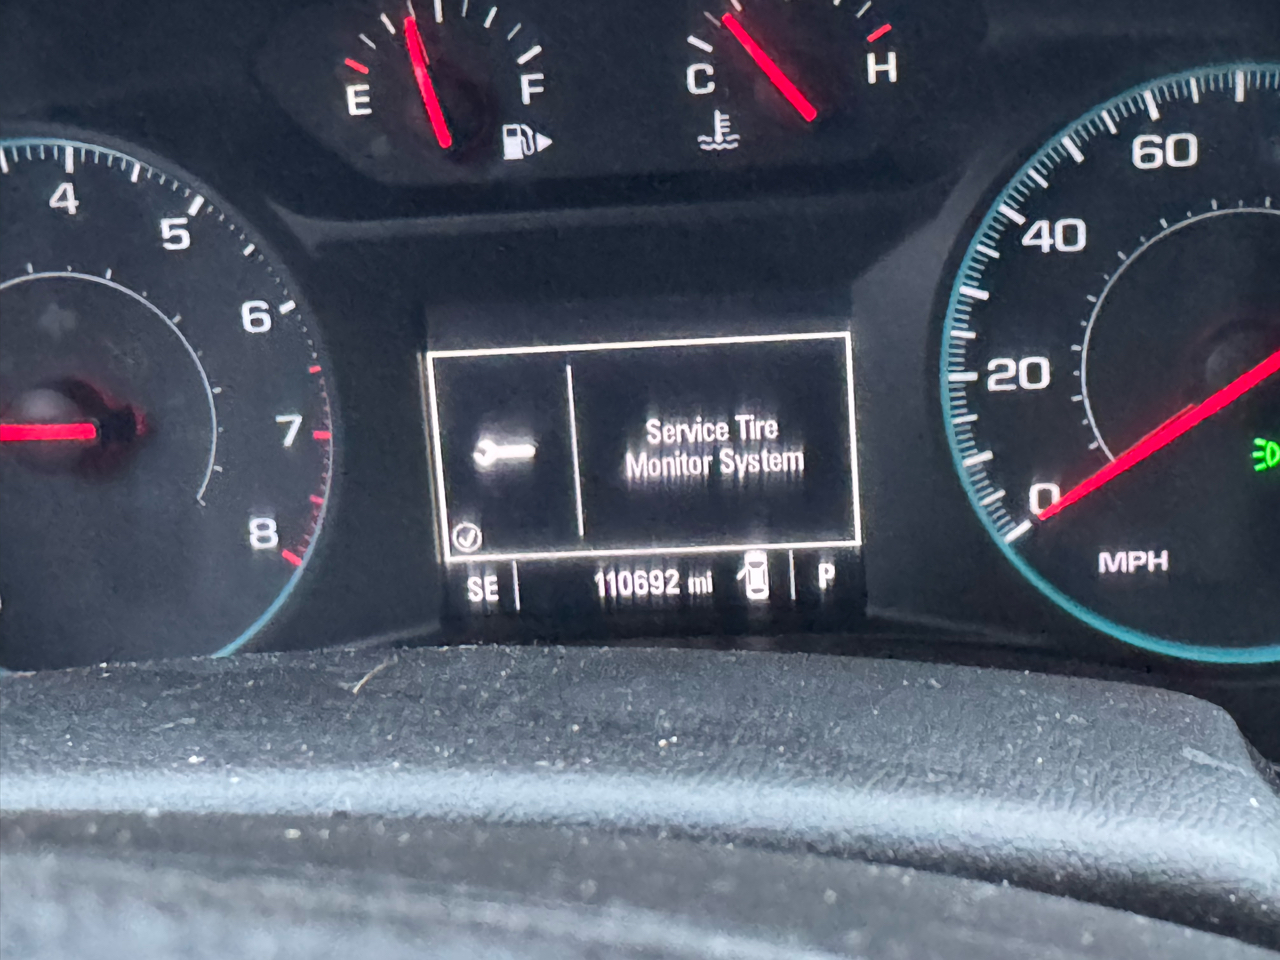 E F
C H
4
5
6
7
8
60
40
20
0
MPH
Service Tire
Monitor System
SE 110692 mi P